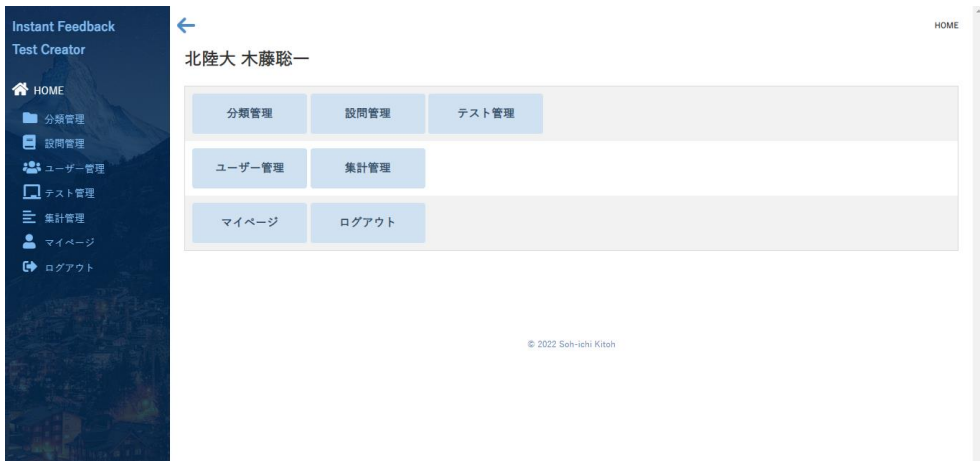 Instant Feedback
Test Creator
HOME
分類管理
設問管理
ユーザー管理
テスト管理
集計管理
マイページ
ログアウト
HOME
北陸大 木藤聡一
分類管理 設問管理 テスト管理
ユーザー管理 集計管理
マイページ ログアウト
© 2022 Soh-ichi Kitoh